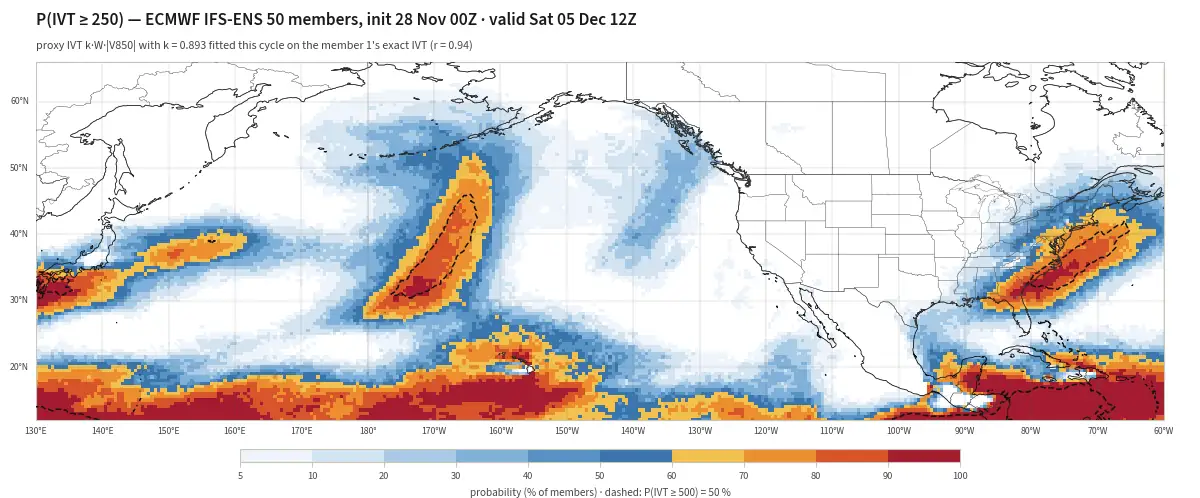 P(IVT ≥ 250) — ECMWF IFS-ENS 50 members, init 28 Nov 00Z · valid Sat 05 Dec 12Z
proxy IVT k·W·|V850| with k = 0.893 fitted this cycle on the member 1's exact IVT (r = 0.94)
60°N
50°N
40°N
30°N
20°N
130°E 140°E 150°E 160°E 170°E 180° 170°W 160°W 150°W 140°W 130°W 120°W 110°W 100°W 90°W 80°W 70°W 60°W
5 10 20 30 40 50 60 70 80 90 100
probability (% of members) · dashed: P(IVT ≥ 500) = 50 %